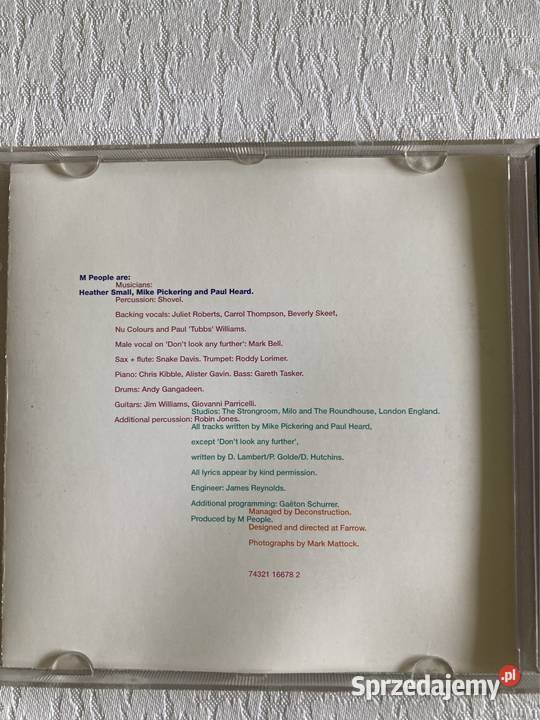 M People are:
Musicians:
Heather Small, Mike Pickering and Paul Heard.
Percussion: Shovel.
Backing vocals: Juliet Roberts, Carrol Thompson, Beverly Skeet,
Nu Colours and Paul 'Tubbs' Williams.
Male vocal on 'Don't look any further': Mark Bell.
Sax + flute: Snake Davis. Trumpet: Roddy Lorimer.
Piano: Chris Kibble, Alister Gavin. Bass: Gareth Tasker.
Drums: Andy Gangadeen.
Guitars: Jim Williams, Giovanni Parricelli.
Studios: The Strongroom, Milo and The Roundhouse, London England.
Additional percussion: Robin Jones.
All tracks written by Mike Pickering and Paul Heard,
except 'Don't look any further',
written by D. Lambert/P. Golde/D. Hutchins.
All lyrics appear by kind permission.
Engineer: James Reynolds.
Additional programming: Gaëton Schurrer.
Managed by Deconstruction.
Produced by M People.
Designed and directed at Farrow.
Photographs by Mark Mattock.
74321 16678 2
Sprzedajemy.pl